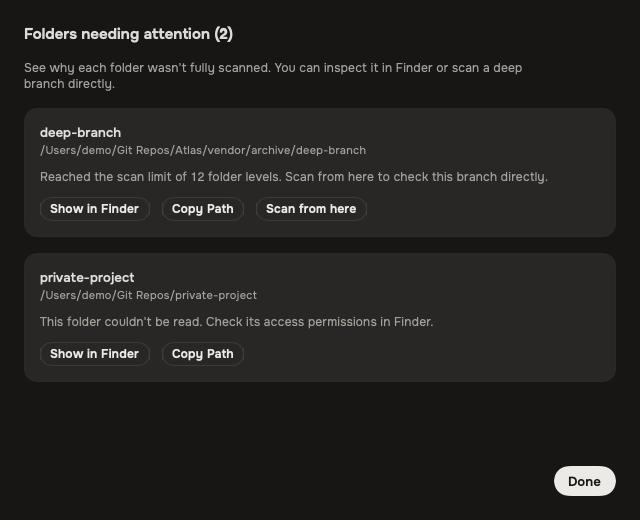 Folders needing attention (2)
See why each folder wasn't fully scanned. You can inspect it in Finder or scan a deep
branch directly.
deep-branch
/Users/demo/Git Repos/Atlas/vendor/archive/deep-branch
Reached the scan limit of 12 folder levels. Scan from here to check this branch directly.
Show in Finder Copy Path Scan from here
private-project
/Users/demo/Git Repos/private-project
This folder couldn't be read. Check its access permissions in Finder.
Show in Finder Copy Path
Done